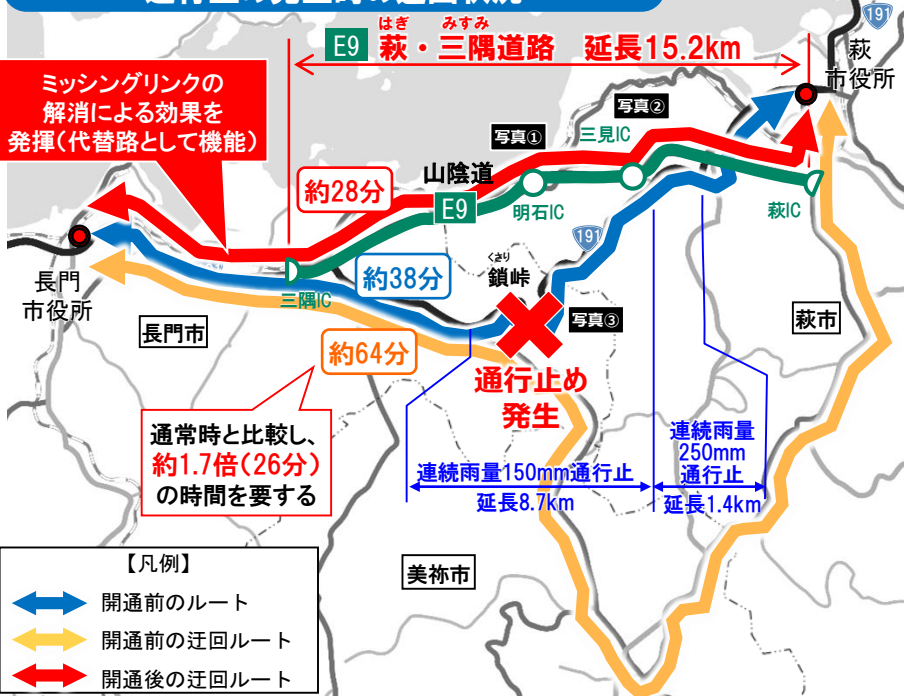 191
はぎ みすみ
E9 萩・三隅道路 延長15.2km
萩
市役所
ミッシングリンクの
解消による効果を
発揮(代替路として機能)
写真②
写真①
三見IC
山陰道
E9
約28分
明石IC
萩IC
191
くさり
鎖峠
長門
市役所
三隅IC
約38分
写真③
長門市
萩市
約64分
通行止め
発生
通常時と比較し、
約1.7倍(26分)
の時間を要する
連続雨量150mm通行止
延長8.7km
連続雨量
250mm
通行止
延長1.4km
美祢市
【凡例】
開通前のルート
開通前の迂回ルート
開通後の迂回ルート